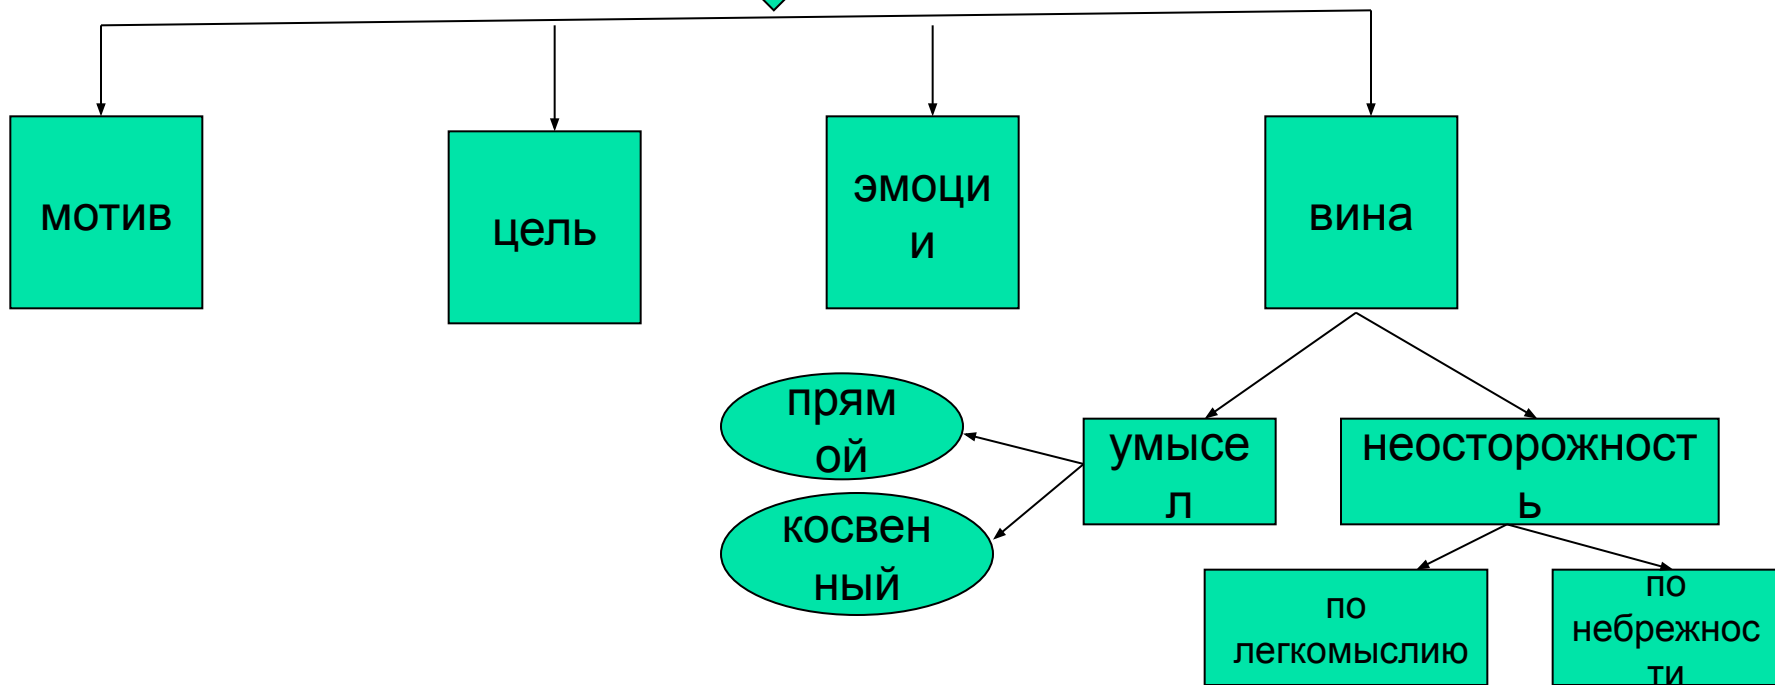 мотив
цель
эмоци
и
вина
прям
ой
косвен
ный
умысе
л
неосторожност
ь
по
легкомыслию
по
небрежнос
ти